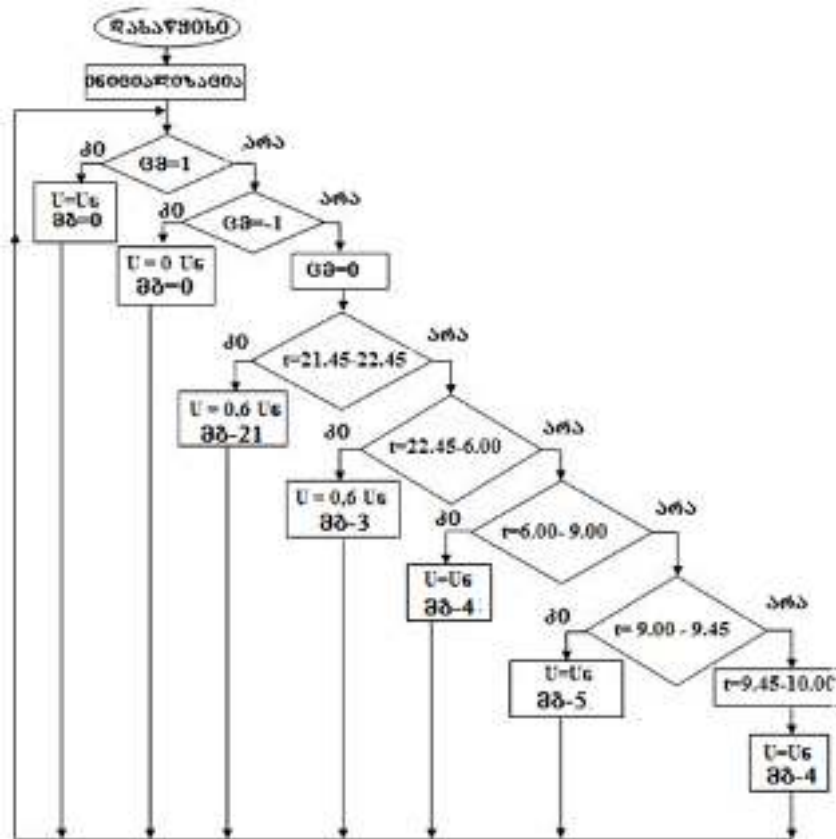 დასაწყისი
ინიციალიზაცია
კი
არა
ცმ=1
U=Uნ
მბ=0
კი
არა
ცმ=-1
U = 0 Uნ
მბ=0
ცმ=0
კი
არა
t=21.45-22.45
U = 0.6 Uნ
მბ-21
კი
არა
t=22.45-6.00
U = 0,6 Uნ
მბ-3
კი
არა
t=6.00- 9.00
U=Uნ
მბ-4
კი
არა
t= 9.00 - 9.45
U=Uნ
მბ-5
t=9.45-10.00
U=Uნ
მბ-4